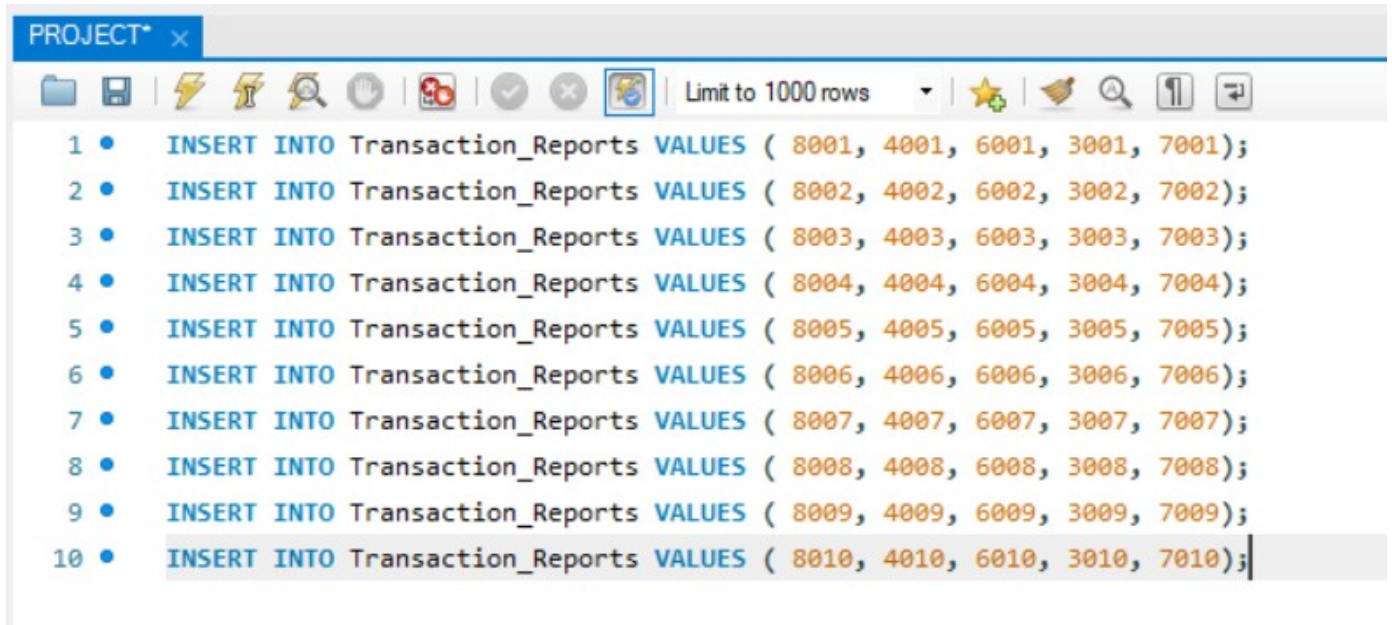 PROJECT* ×
Limit to 1000 rows
1 INSERT INTO Transaction_Reports VALUES ( 8001, 4001, 6001, 3001, 7001);
2 INSERT INTO Transaction_Reports VALUES ( 8002, 4002, 6002, 3002, 7002);
3 INSERT INTO Transaction_Reports VALUES ( 8003, 4003, 6003, 3003, 7003);
4 INSERT INTO Transaction_Reports VALUES ( 8004, 4004, 6004, 3004, 7004);
5 INSERT INTO Transaction_Reports VALUES ( 8005, 4005, 6005, 3005, 7005);
6 INSERT INTO Transaction_Reports VALUES ( 8006, 4006, 6006, 3006, 7006);
7 INSERT INTO Transaction_Reports VALUES ( 8007, 4007, 6007, 3007, 7007);
8 INSERT INTO Transaction_Reports VALUES ( 8008, 4008, 6008, 3008, 7008);
9 INSERT INTO Transaction_Reports VALUES ( 8009, 4009, 6009, 3009, 7009);
10 INSERT INTO Transaction_Reports VALUES ( 8010, 4010, 6010, 3010, 7010);